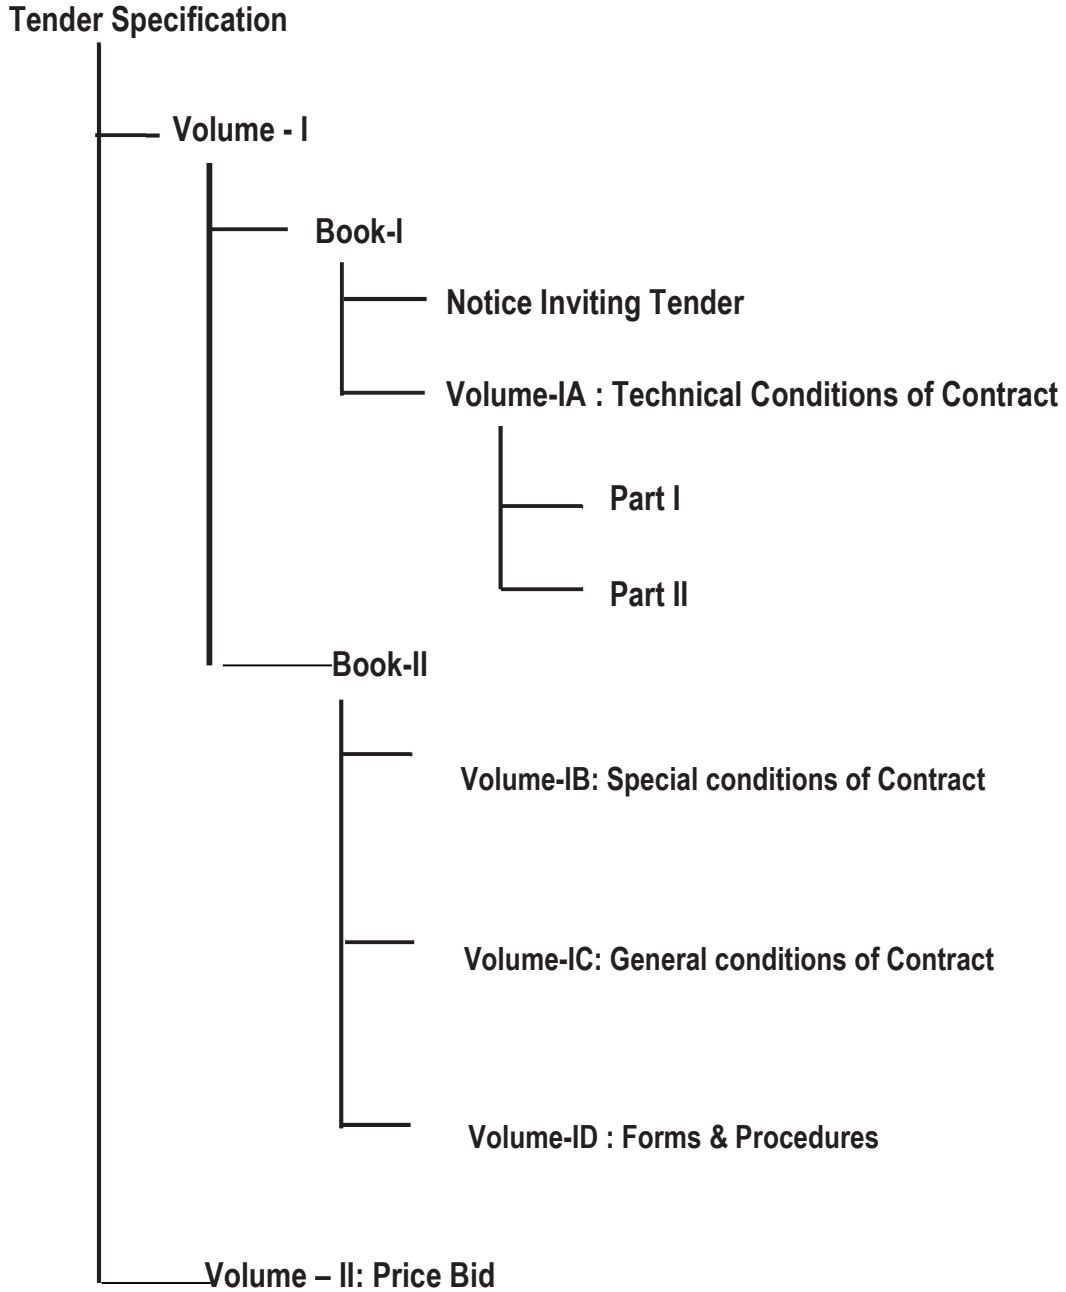 Tender Specification
Volume - I
Book-I
Notice Inviting Tender
Volume-IA : Technical Conditions of Contract
Part I
Part II
Book-II
Volume-IB: Special conditions of Contract
Volume-IC: General conditions of Contract
Volume-ID : Forms & Procedures
Volume – II: Price Bid